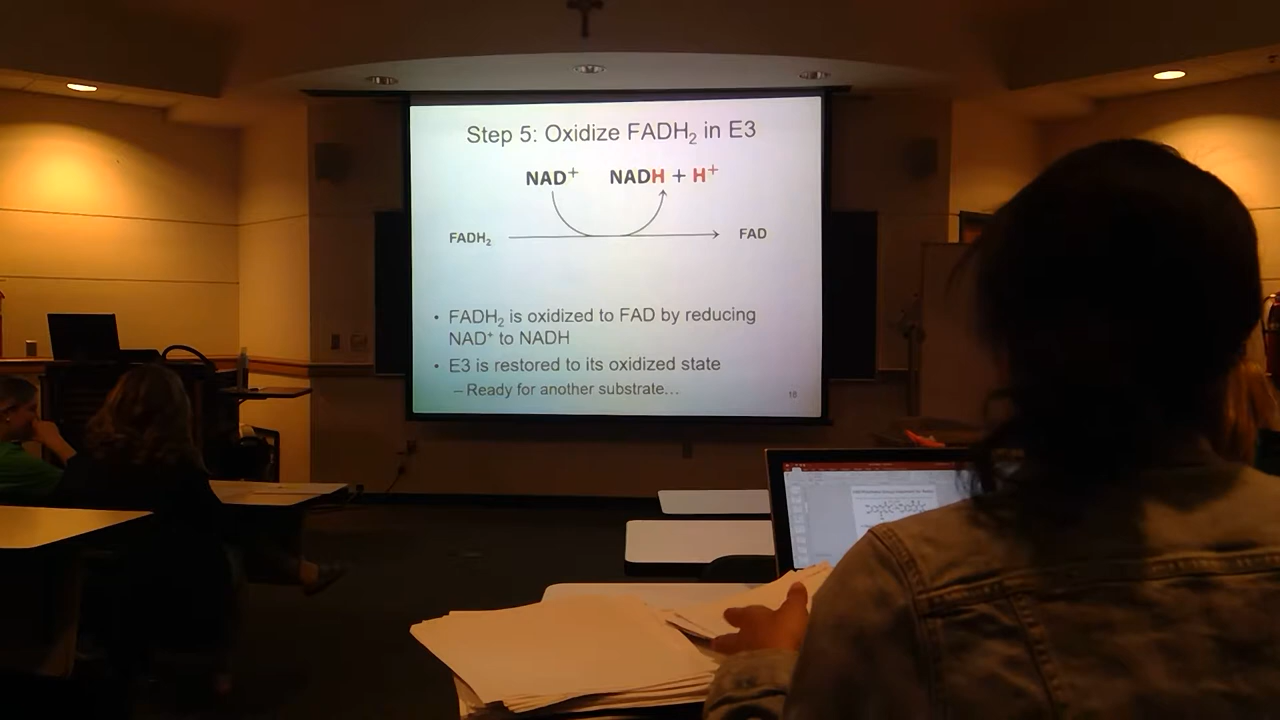 Step 5: Oxidize FADH₂ in E3
NAD⁺ NADH + H⁺
FADH₂ FAD
• FADH₂ is oxidized to FAD by reducing
NAD⁺ to NADH
• E3 is restored to its oxidized state
– Ready for another substrate…
16